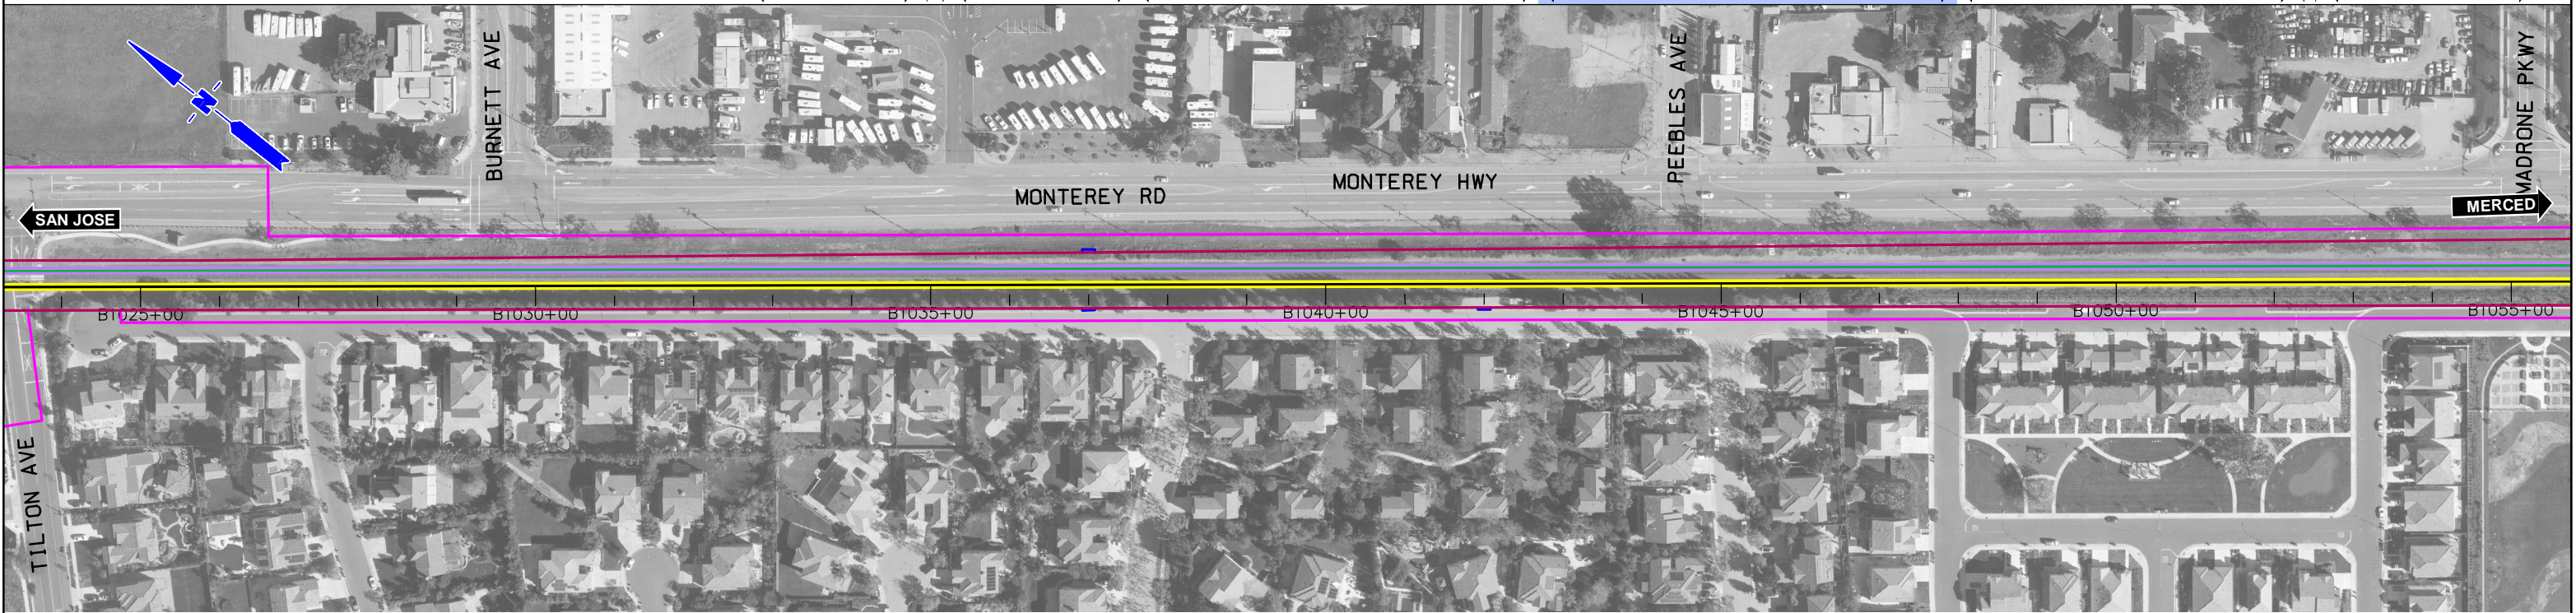 BURNETT AVE
PEEBLES AVE
MADRONE PKWY
N
MONTEREY RD
MONTEREY HWY
SAN JOSE
MERCED
B1025+00
B1030+00
B1035+00
B1040+00
B1045+00
B1050+00
B1055+00
TILTON AVE